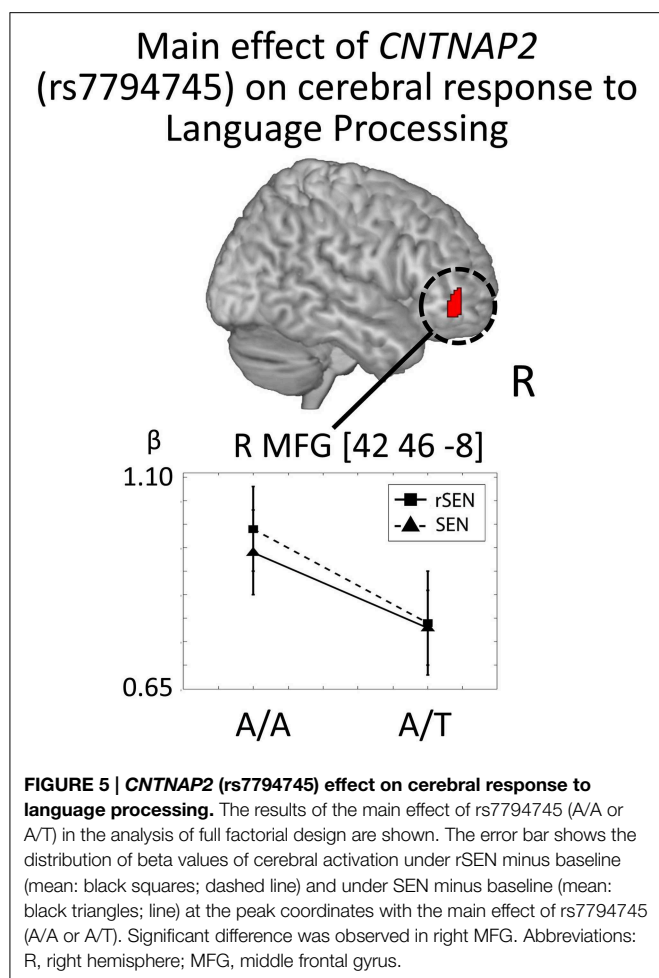 Main effect of CNTNAP2
(rs7794745) on cerebral response to
Language Processing
R
R MFG [42 46 -8]
β
1.10
rSEN
SEN
0.65
A/A
A/T
FIGURE 5 | CNTNAP2 (rs7794745) effect on cerebral response to
language processing. The results of the main effect of rs7794745 (A/A or
A/T) in the analysis of full factorial design are shown. The error bar shows the
distribution of beta values of cerebral activation under rSEN minus baseline
(mean: black squares; dashed line) and under SEN minus baseline (mean:
black triangles; line) at the peak coordinates with the main effect of rs7794745
(A/A or A/T). Significant difference was observed in right MFG. Abbreviations:
R, right hemisphere; MFG, middle frontal gyrus.